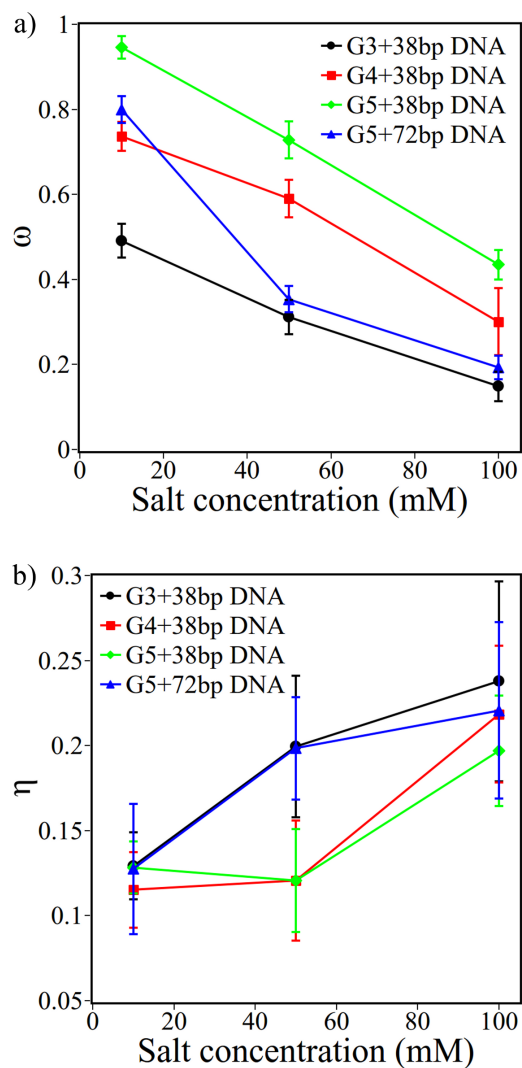 a)
1
0.8
0.6
0.4
0.2
0
ω
G3+38bp DNA
G4+38bp DNA
G5+38bp DNA
G5+72bp DNA
0 20 40 60 80 100
Salt concentration (mM)
b)
0.3
0.25
0.2
0.15
0.1
0.05
η
G3+38bp DNA
G4+38bp DNA
G5+38bp DNA
G5+72bp DNA
0 20 40 60 80 100
Salt concentration (mM)